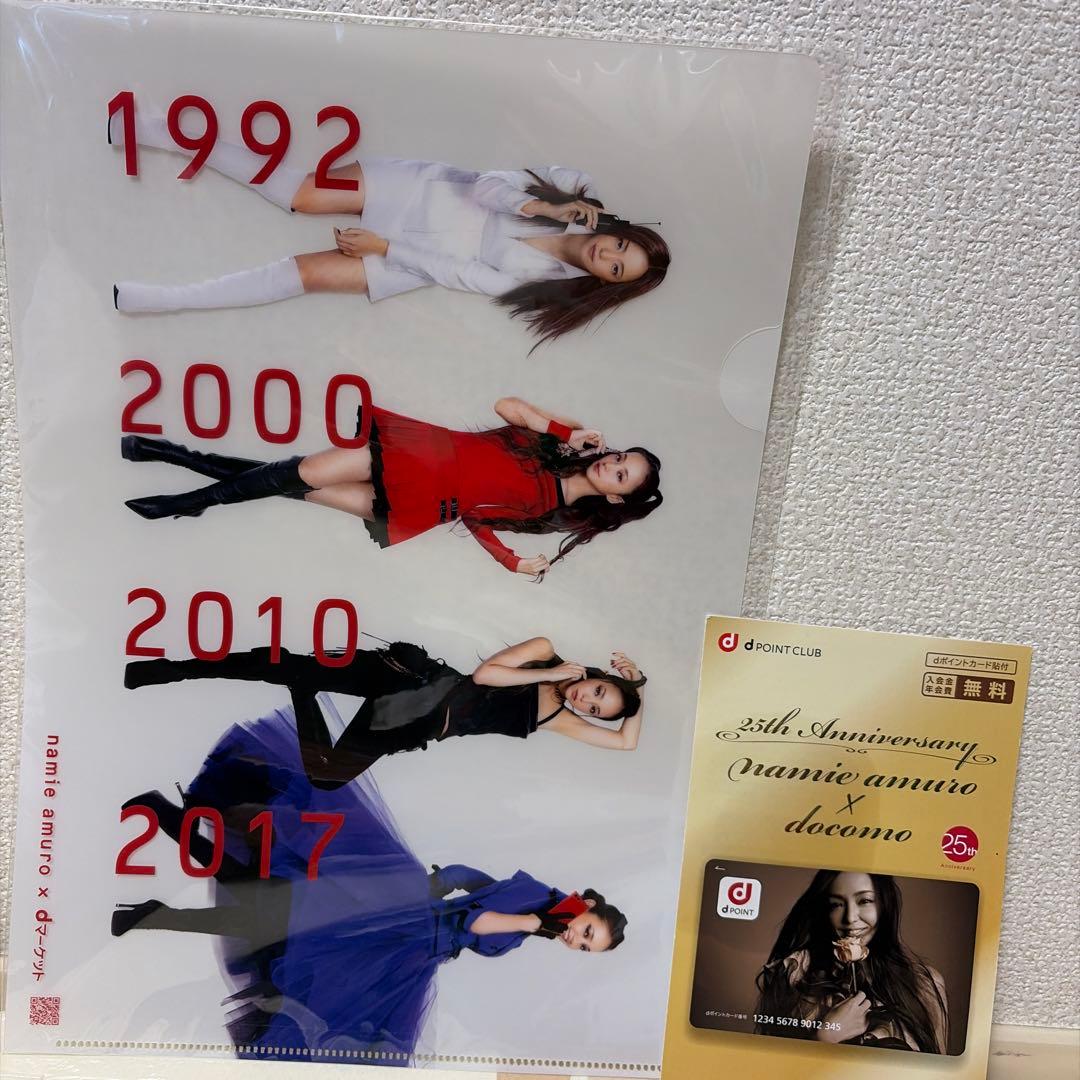 1992
2000
2010
2017
namie amuro × dマーケット
d POINT CLUB
dポイントカード貼付
入会金
年会費
無料
25th Anniversary
namie amuro
×
docomo
25th
Anniversary
d POINT
dポイントカード番号 1234 5678 9012 345